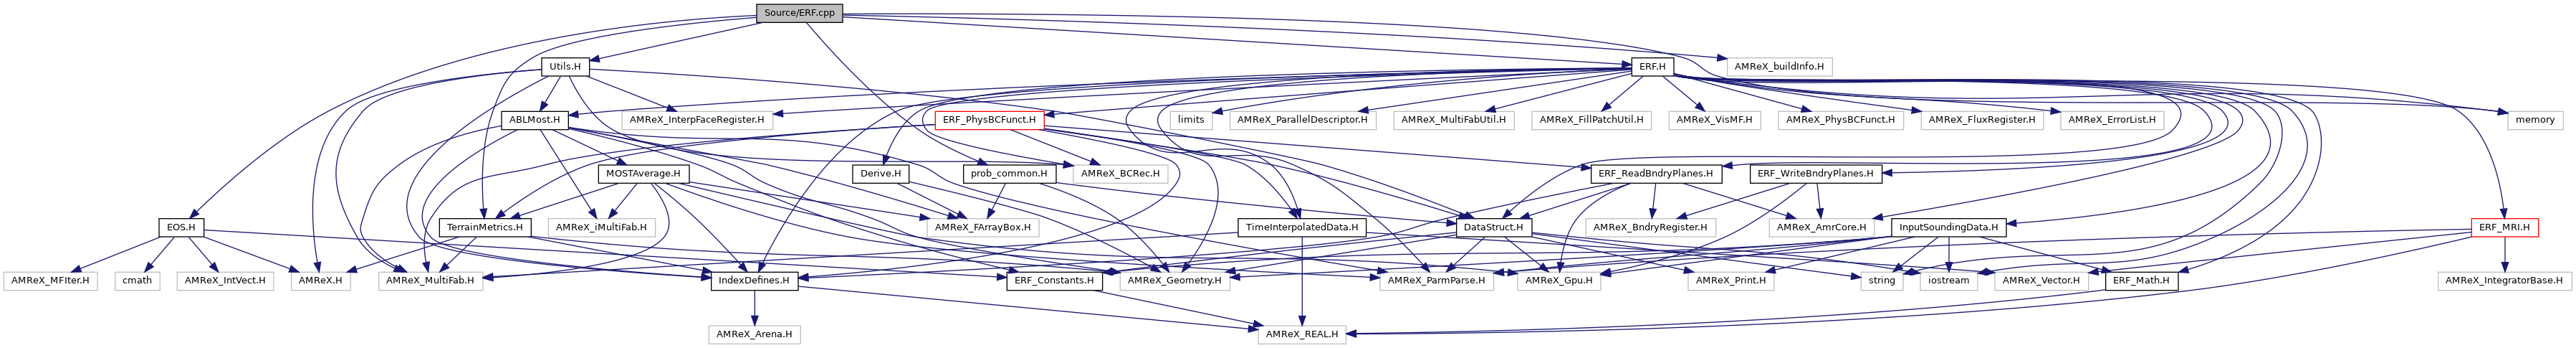 Source/ERF.cpp
Utils.H
ERF.H
AMReX_buildInfo.H
ABLMost.H
AMReX_InterpFaceRegister.H
ERF_PhysBCFunct.H
limits
AMReX_ParallelDescriptor.H
AMReX_MultiFabUtil.H
AMReX_FillPatchUtil.H
AMReX_VisMF.H
AMReX_PhysBCFunct.H
AMReX_FluxRegister.H
AMReX_ErrorList.H
memory
MOSTAverage.H
Derive.H
prob_common.H
AMReX_BCRec.H
ERF_ReadBndryPlanes.H
ERF_WriteBndryPlanes.H
EOS.H
TerrainMetrics.H
AMReX_iMultiFab.H
AMReX_FArrayBox.H
TimeInterpolatedData.H
DataStruct.H
AMReX_BndryRegister.H
AMReX_AmrCore.H
InputSoundingData.H
ERF_MRI.H
AMReX_MFIter.H
cmath
AMReX_IntVect.H
AMReX.H
AMReX_MultiFab.H
IndexDefines.H
ERF_Constants.H
AMReX_Geometry.H
AMReX_ParmParse.H
AMReX_Gpu.H
AMReX_Print.H
string
iostream
AMReX_Vector.H
ERF_Math.H
AMReX_IntegratorBase.H
AMReX_Arena.H
AMReX_REAL.H